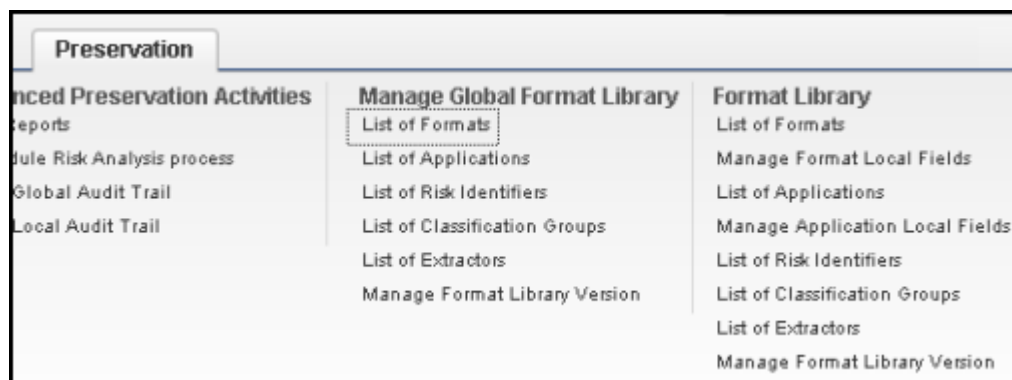 Preservation
nced Preservation Activities
Reports
dule Risk Analysis process
Global Audit Trail
Local Audit Trail
Manage Global Format Library
List of Formats
List of Applications
List of Risk Identifiers
List of Classification Groups
List of Extractors
Manage Format Library Version
Format Library
List of Formats
Manage Format Local Fields
List of Applications
Manage Application Local Fields
List of Risk Identifiers
List of Classification Groups
List of Extractors
Manage Format Library Version